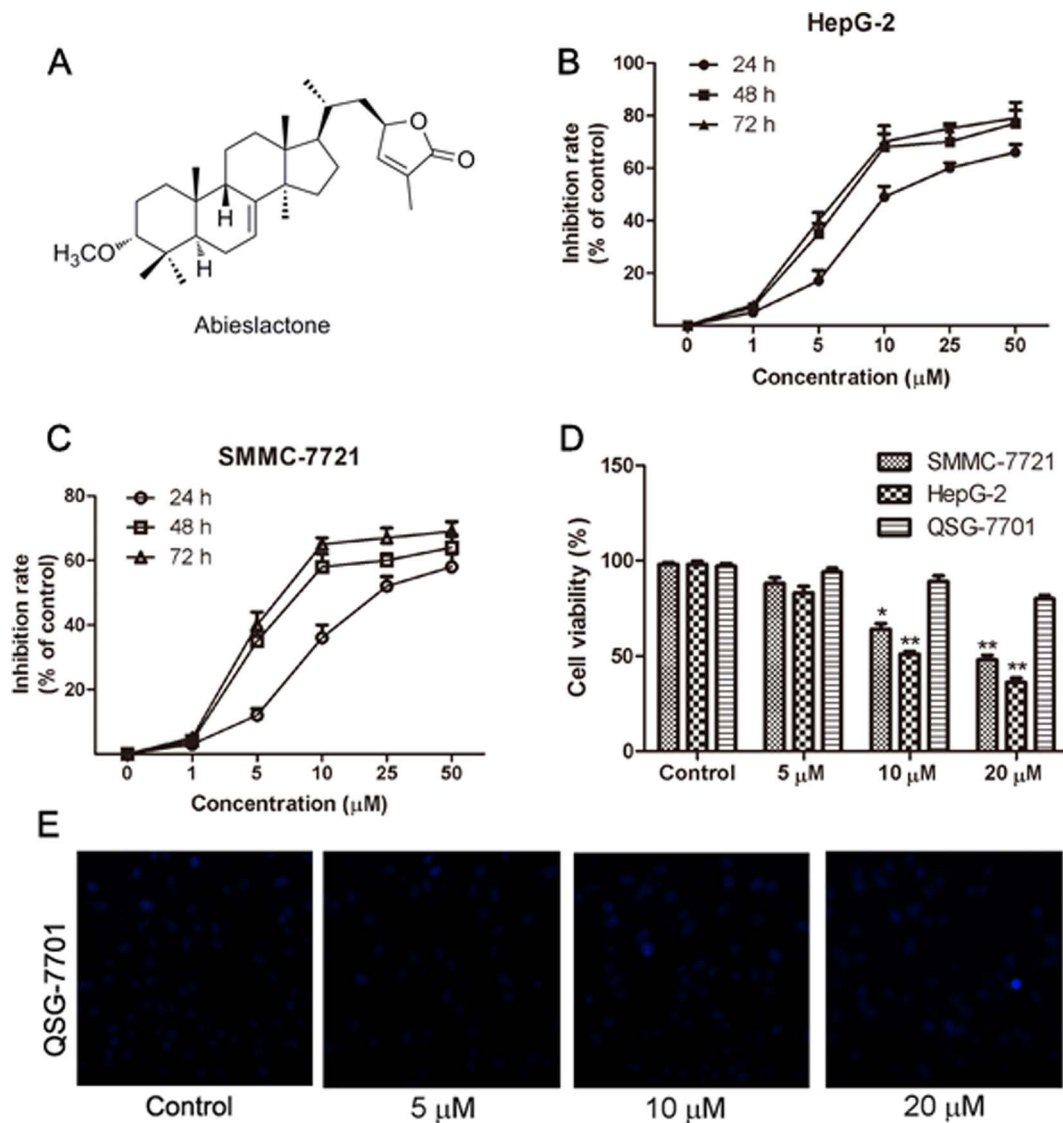 A
H₃CO
H
H
O
O
Abieslactone
HepG-2
B
24 h
48 h
72 h
Inhibition rate
(% of control)
100
80
60
40
20
0
1
5
10
25
50
Concentration (μM)
C
SMMC-7721
24 h
48 h
72 h
Inhibition rate
(% of control)
80
60
40
20
0
1
5
10
25
50
Concentration (μM)
D
SMMC-7721
HepG-2
QSG-7701
Cell viability (%)
150
100
50
0
*
**
**
**
Control
5 μM
10 μM
20 μM
E
QSG-7701
Control
5 μM
10 μM
20 μM